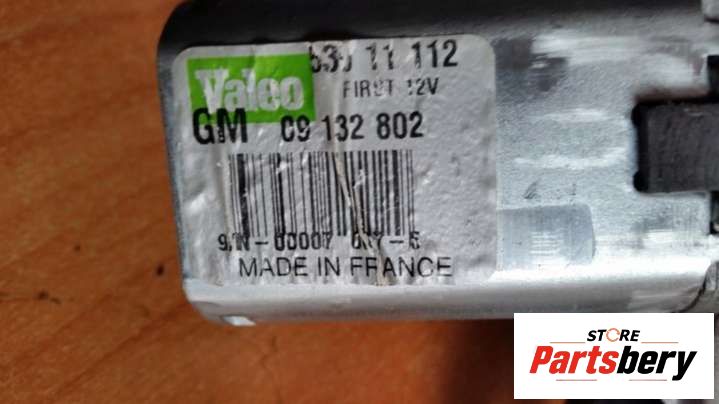 Valeo
11 112
FIRST 12V
GM 09 132 802
MADE IN FRANCE
STORE
Partsbery